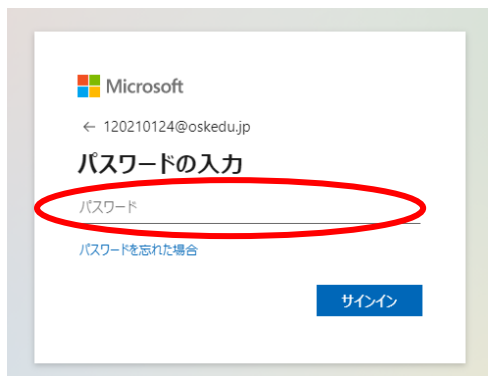 Microsoft
← 120210124@oskedu.jp
パスワードの入力
パスワード
パスワードを忘れた場合
サインイン